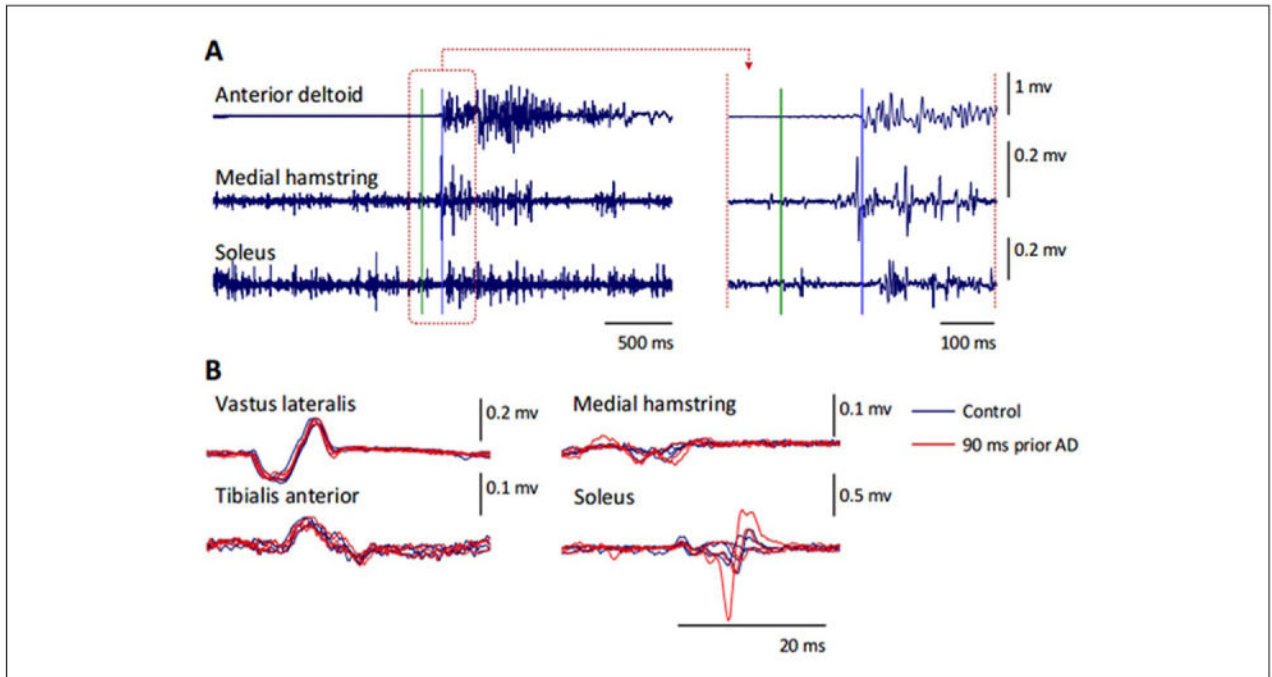 A
Anterior deltoid
1 mv
Medial hamstring
0.2 mv
Soleus
0.2 mv
500 ms
100 ms
B
Vastus lateralis
0.2 mv
Medial hamstring
0.1 mv
Control
90 ms prior AD
Tibialis anterior
0.1 mv
Soleus
0.5 mv
20 ms